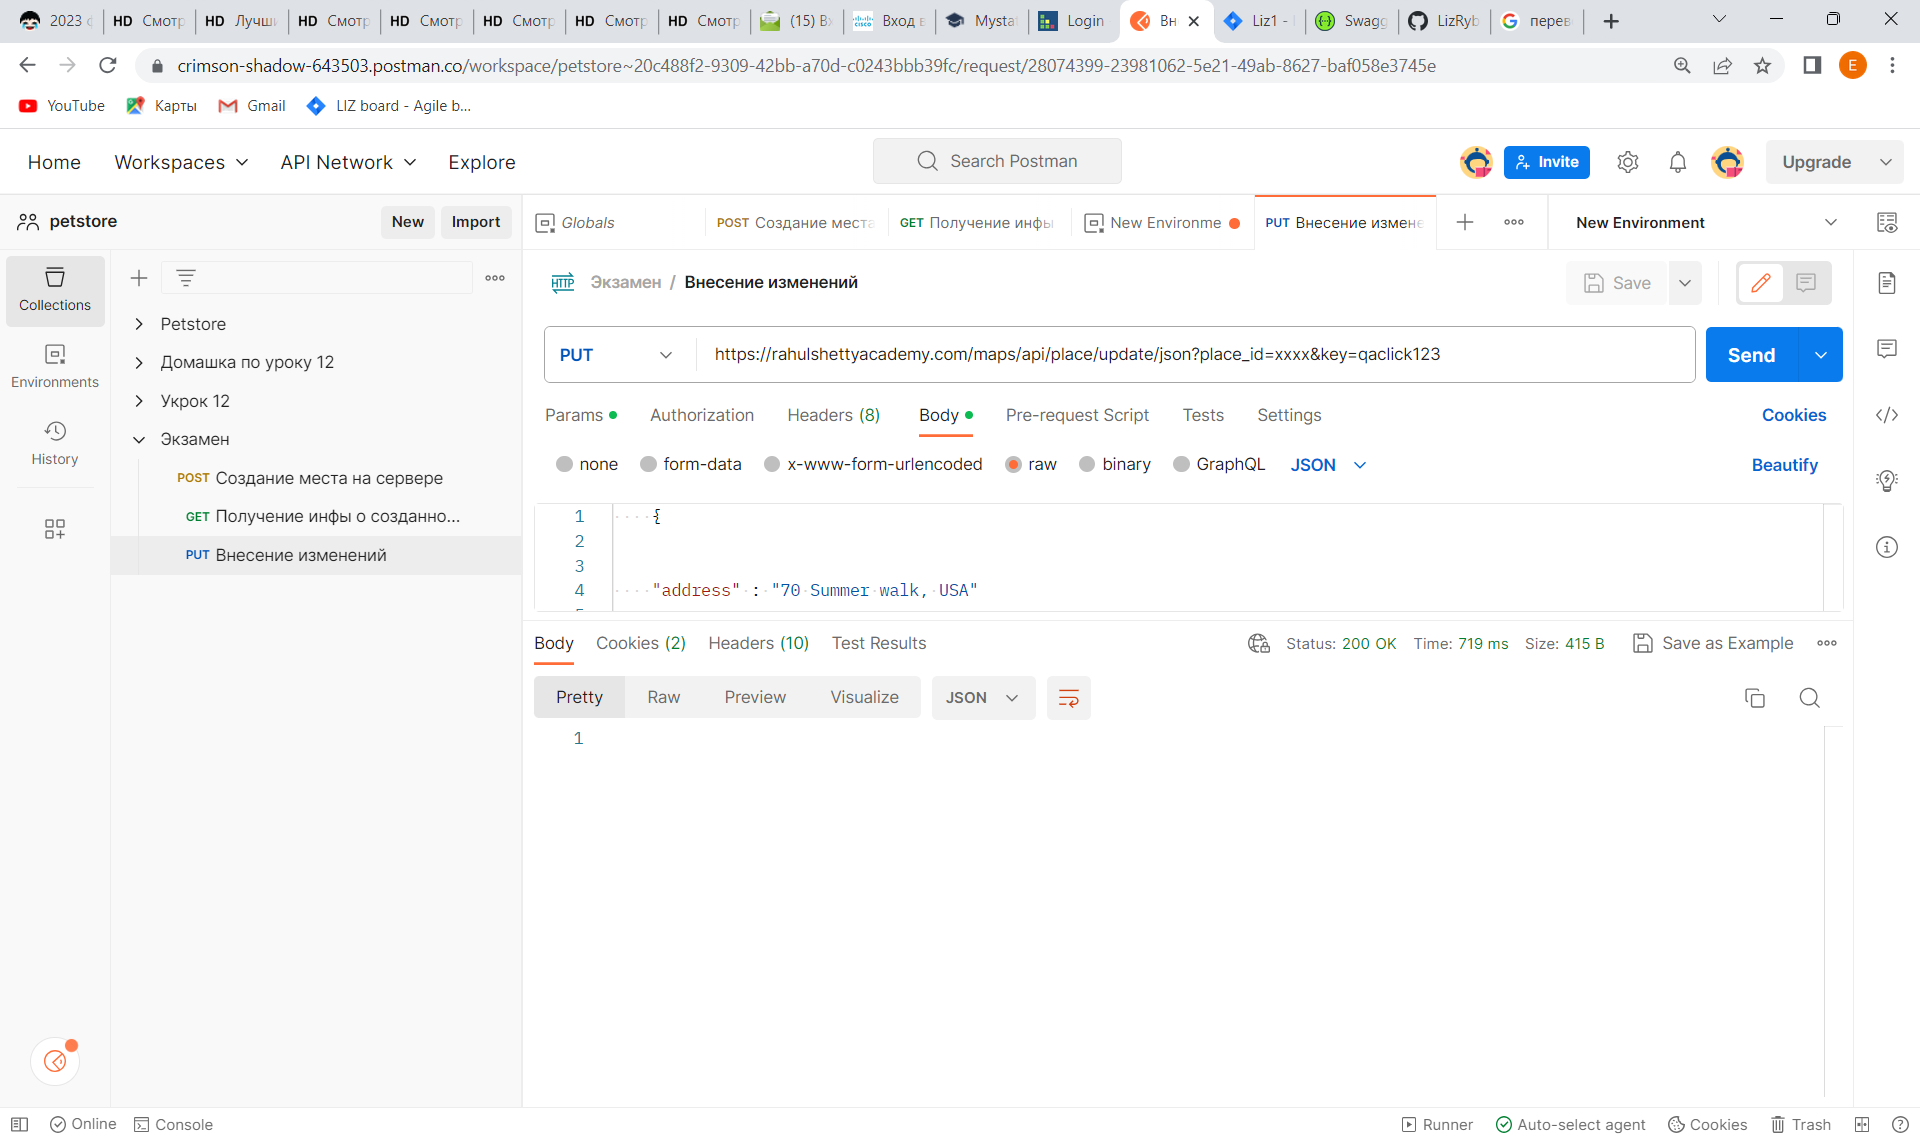 2023 ф
HD Смотр
HD Лучши
HD Смотр
HD Смотр
HD Смотр
HD Смотр
HD Смотр
(15) Вх
Вход в
Mystat
Login
Вн
Liz1 -
Swagg
LizRyb
перев
crimson-shadow-643503.postman.co/workspace/petstore~20c488f2-9309-42bb-a70d-c0243bbb39fc/request/28074399-23981062-5e21-49ab-8627-baf058e3745e
E
YouTube Карты Gmail LIZ board - Agile b...
Home Workspaces API Network Explore Search Postman Invite Upgrade
petstore New Import
Globals POST Создание места GET Получение инфы New Environme PUT Внесение измене New Environment
Collections
Environments
History
Petstore
Домашка по уроку 12
Укрок 12
Экзамен
POST Создание места на сервере
GET Получение инфы о созданно...
PUT Внесение изменений
HTTP Экзамен / Внесение изменений Save
PUT https://rahulshettyacademy.com/maps/api/place/update/json?place_id=xxxx&key=qaclick123 Send
Params Authorization Headers (8) Body Pre-request Script Tests Settings Cookies
none form-data x-www-form-urlencoded raw binary GraphQL JSON Beautify
1 {
2
3
4 "address" : "70 Summer walk, USA"
Body Cookies (2) Headers (10) Test Results Status: 200 OK Time: 719 ms Size: 415 B Save as Example
Pretty Raw Preview Visualize JSON
1
Online Console Runner Auto-select agent Cookies Trash